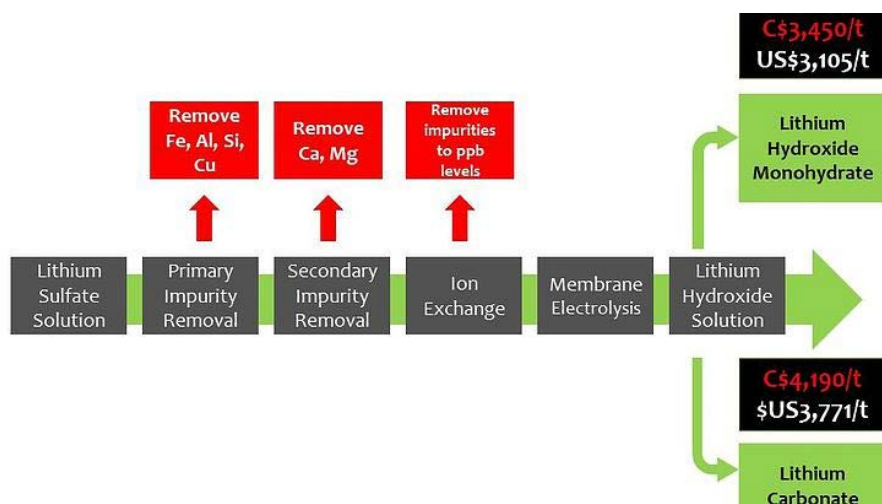 C$3,450/t
US$3,105/t
Remove
Fe, Al, Si,
Cu
Remove
Ca, Mg
Remove
impurities
to ppb
levels
Lithium
Hydroxide
Monohydrate
Lithium
Sulfate
Solution
Primary
Impurity
Removal
Secondary
Impurity
Removal
Ion
Exchange
Membrane
Electrolysis
Lithium
Hydroxide
Solution
C$4,190/t
$US3,771/t
Lithium
Carbonate